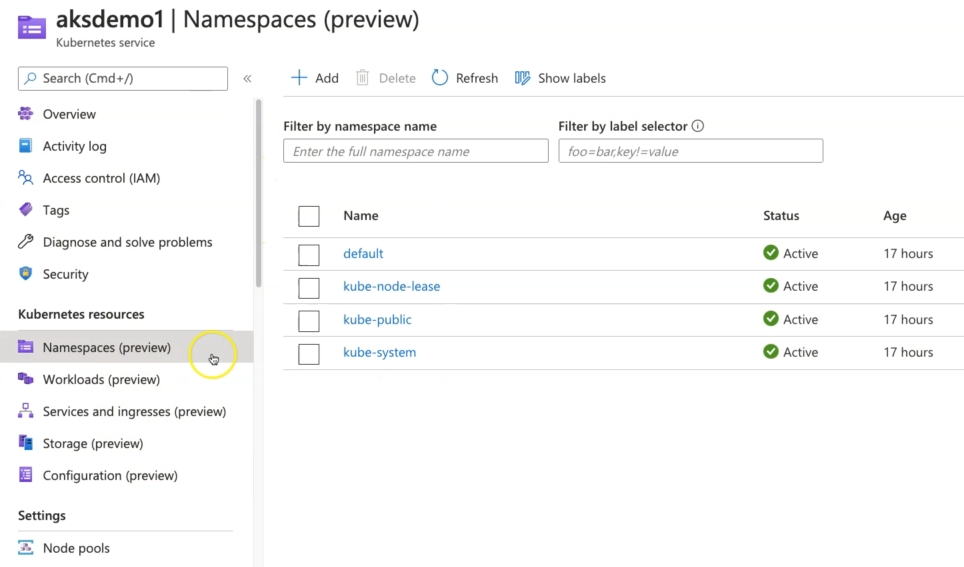 aksdemo1 | Namespaces (preview)
Kubernetes service
Search (Cmd+/)
«
Add
Delete
Refresh
Show labels
Overview
Activity log
Access control (IAM)
Tags
Diagnose and solve problems
Security
Kubernetes resources
Namespaces (preview)
Workloads (preview)
Services and ingresses (preview)
Storage (preview)
Configuration (preview)
Settings
Node pools
Filter by namespace name
Enter the full namespace name
Filter by label selector
foo=bar,key!=value
Name Status Age
default Active 17 hours
kube-node-lease Active 17 hours
kube-public Active 17 hours
kube-system Active 17 hours